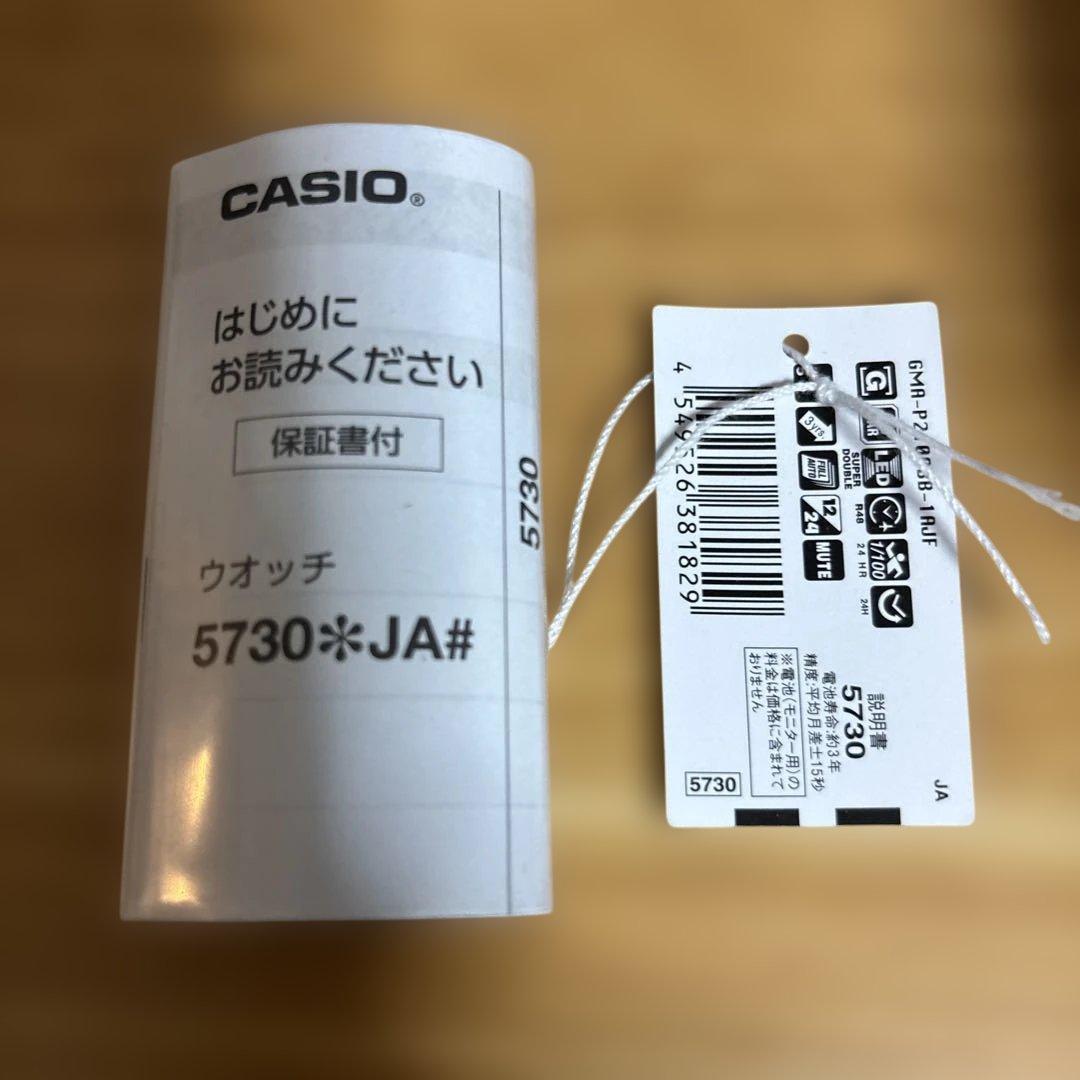 CASIO®
はじめに
お読みください
保証書付
ウオッチ
5730✻JA#
5730
JA
G
LED
1/100
R48
24 HR
24H
SUPER
DOUBLE
3yrs.
FULL
AUTO
12/24
MUTE
4 549526 381829
説明書
5730
電池寿命:約3年
精度:平均月差±15秒
※電池(モニター用)の
料金は価格に含まれて
おりません
5730